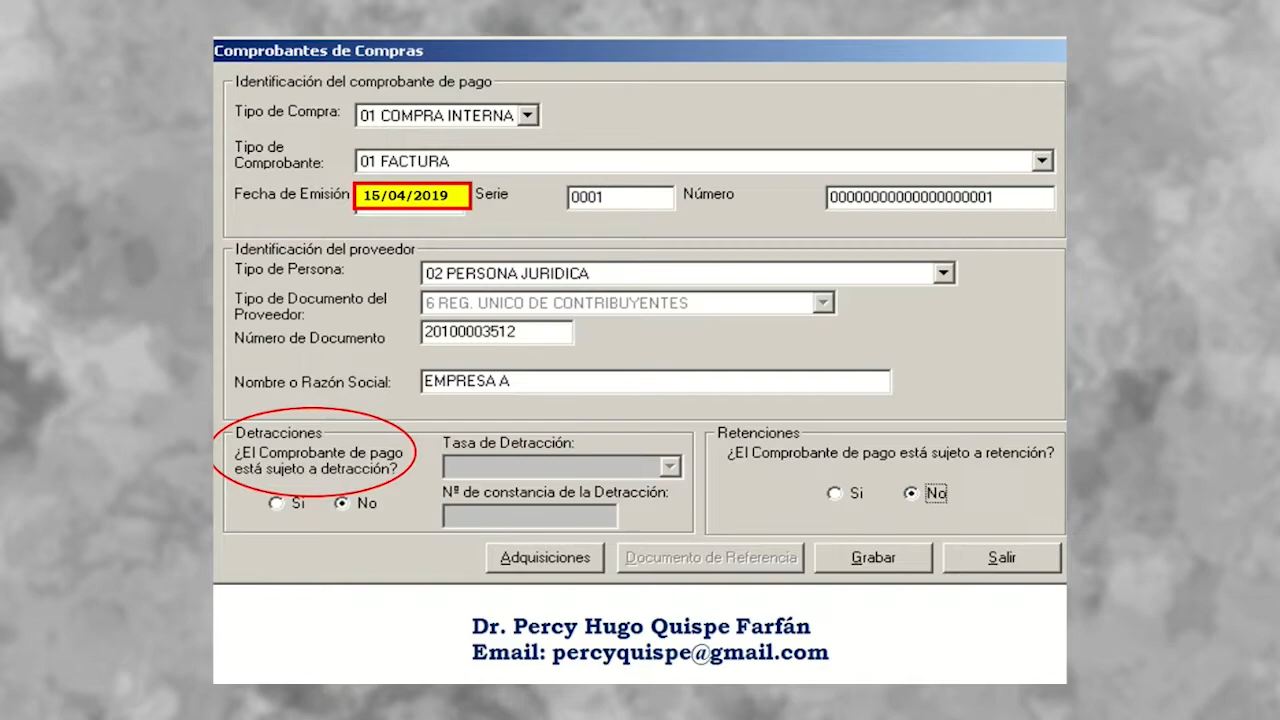 Comprobantes de Compras
Identificación del comprobante de pago
Tipo de Compra: 01 COMPRA INTERNA
Tipo de
Comprobante: 01 FACTURA
Fecha de Emisión 15/04/2019 Serie 0001 Número 00000000000000000001
Identificación del proveedor
Tipo de Persona: 02 PERSONA JURIDICA
Tipo de Documento del
Proveedor: 6 REG. UNICO DE CONTRIBUYENTES
Número de Documento 20100003512
Nombre o Razón Social: EMPRESA A
Detracciones
¿El Comprobante de pago
está sujeto a detracción?
Si No
Tasa de Detracción:
Nº de constancia de la Detracción:
Retenciones
¿El Comprobante de pago está sujeto a retención?
Si No
Adquisiciones Documento de Referencia Grabar Salir
Dr. Percy Hugo Quispe Farfán
Email: percyquispe@gmail.com